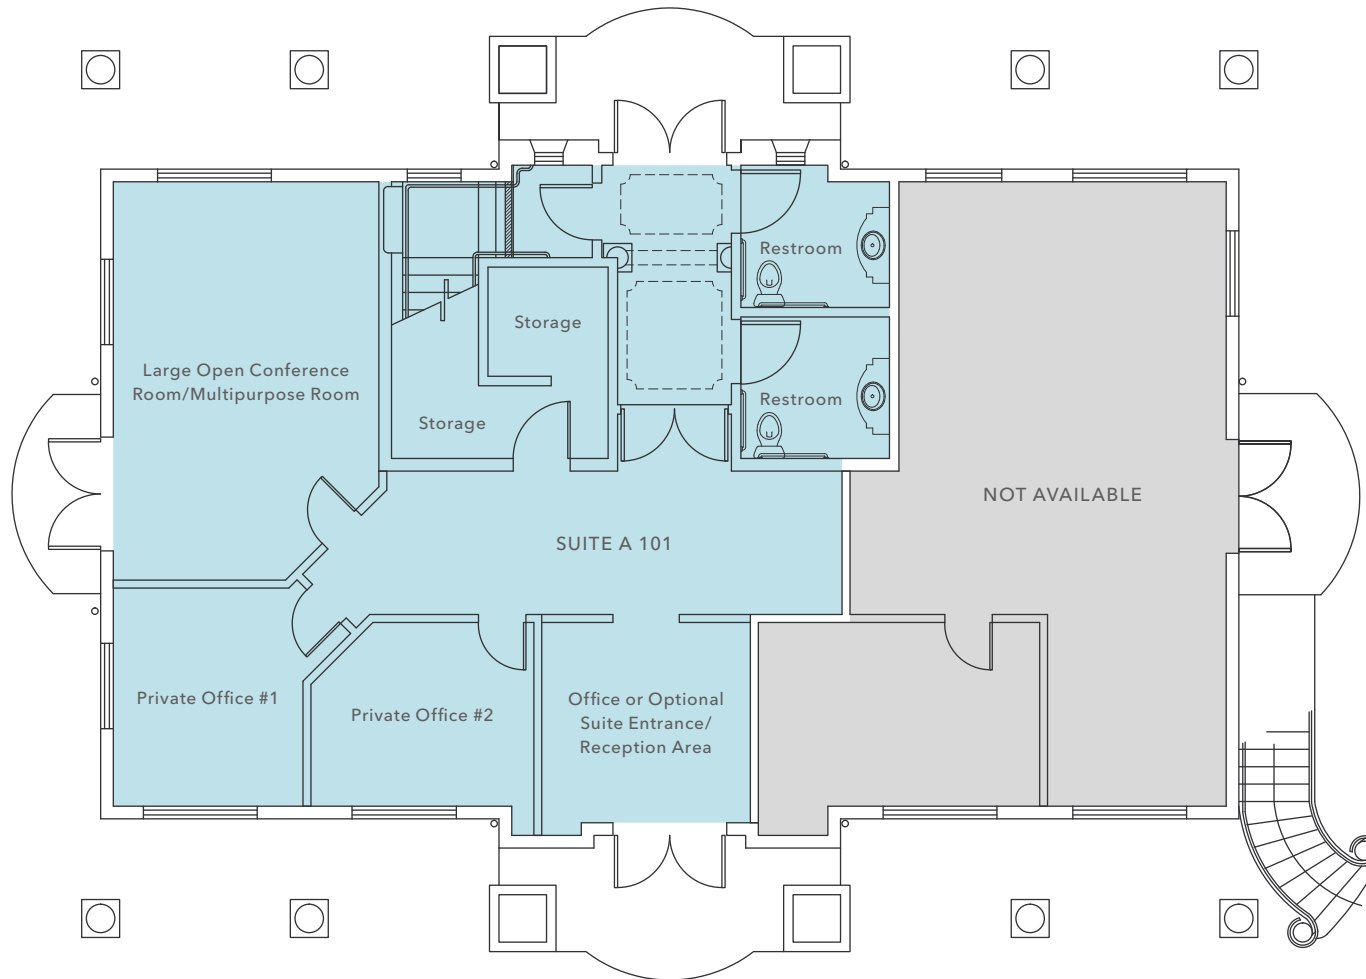 Restroom
Storage
Large Open Conference
Room/Multipurpose Room
Restroom
Storage
NOT AVAILABLE
SUITE A 101
Private Office #1
Private Office #2
Office or Optional
Suite Entrance/
Reception Area